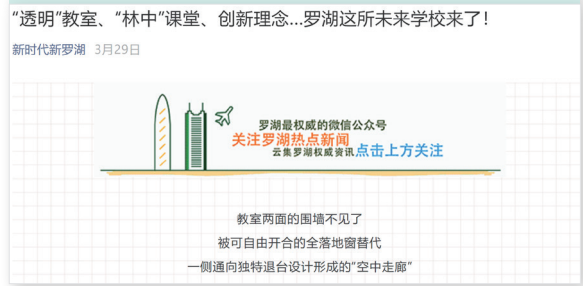 “透明”教室、“林中”课堂、创新理念...罗湖这所未来学校来了！
新时代新罗湖 3月29日
罗湖最权威的微信公众号
关注罗湖热点新闻
云集罗湖权威资讯点击上方关注
教室两面的围墙不见了
被可自由开合的全落地窗替代
一侧通向独特退台设计形成的“空中走廊”